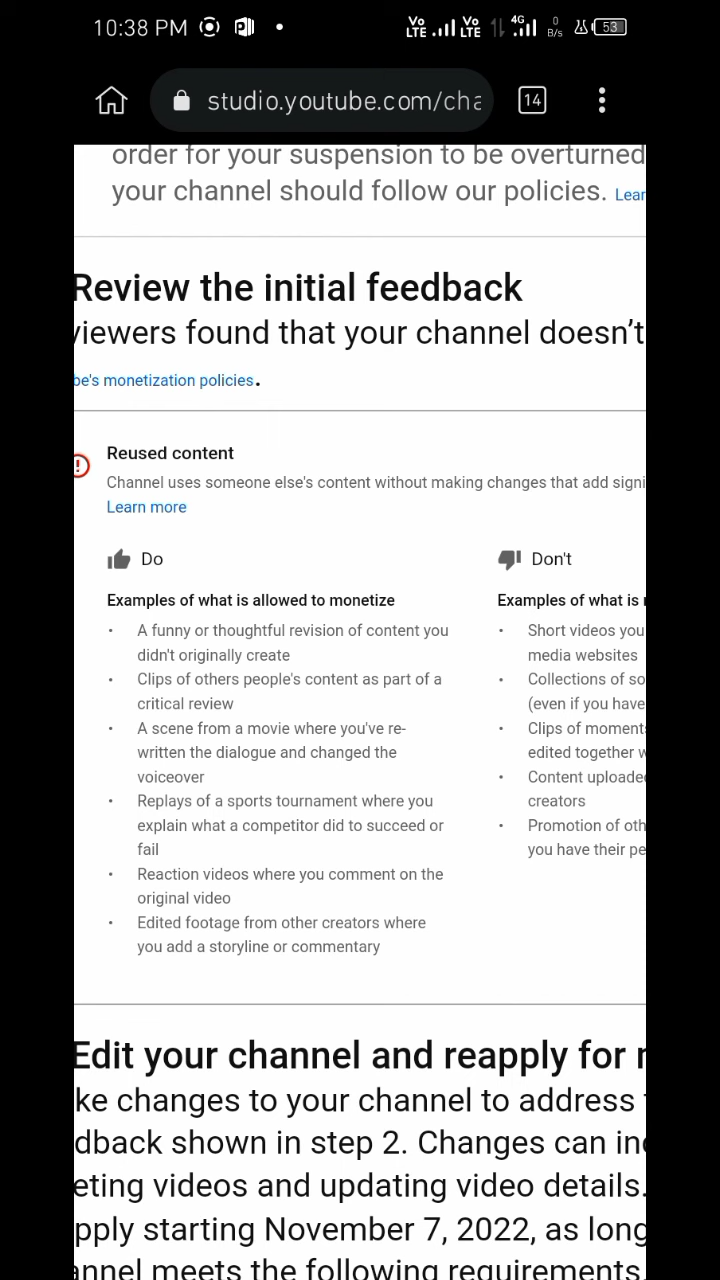 10:38 PM
Vo LTE Vo LTE 4G 0 B/s 53
studio.youtube.com/cha
14
order for your suspension to be overturned
your channel should follow our policies. Lear
Review the initial feedback
viewers found that your channel doesn’t
be's monetization policies.
Reused content
Channel uses someone else's content without making changes that add signi
Learn more
Do
Don't
Examples of what is allowed to monetize
• A funny or thoughtful revision of content you
didn't originally create
• Clips of others people's content as part of a
critical review
• A scene from a movie where you've re-
written the dialogue and changed the
voiceover
• Replays of a sports tournament where you
explain what a competitor did to succeed or
fail
• Reaction videos where you comment on the
original video
• Edited footage from other creators where
you add a storyline or commentary
Examples of what is
• Short videos you
media websites
• Collections of so
(even if you have
• Clips of moments
edited together w
• Content uploaded
creators
• Promotion of oth
you have their pe
Edit your channel and reapply for
ke changes to your channel to address
dback shown in step 2. Changes can inc
eting videos and updating video details.
pply starting November 7, 2022, as long
annel meets the following requirements